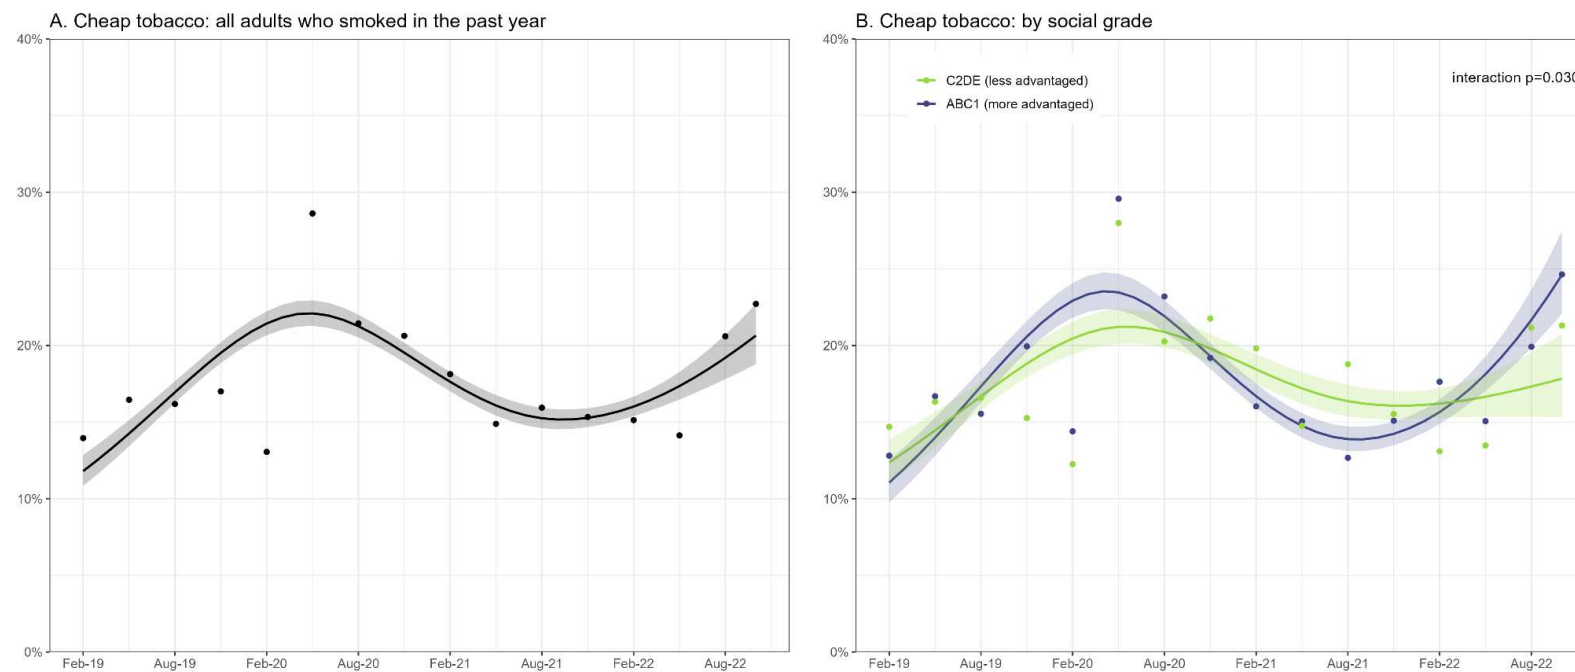 A. Cheap tobacco: all adults who smoked in the past year
40%
30%
20%
10%
0%
Feb-19 Aug-19 Feb-20 Aug-20 Feb-21 Aug-21 Feb-22 Aug-22
B. Cheap tobacco: by social grade
40%
C2DE (less advantaged)
ABC1 (more advantaged)
interaction p=0.030
30%
20%
10%
0%
Feb-19 Aug-19 Feb-20 Aug-20 Feb-21 Aug-21 Feb-22 Aug-22